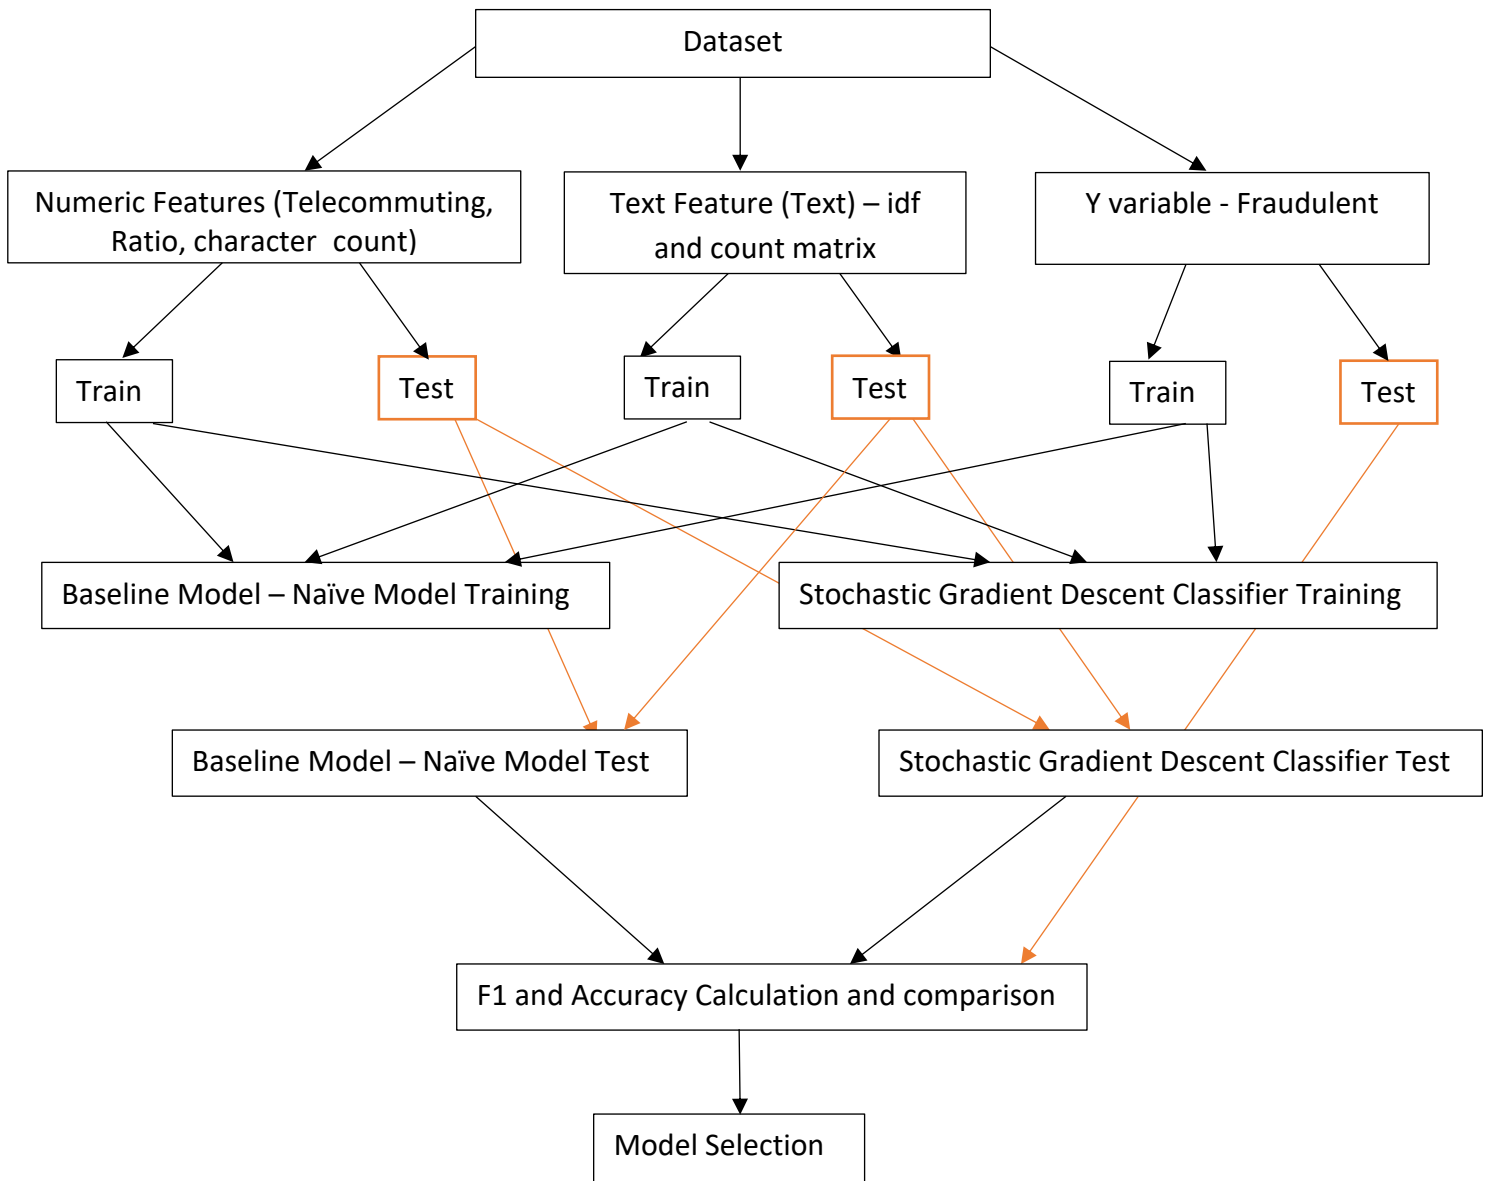 Dataset
Numeric Features (Telecommuting,
Ratio, character count)
Text Feature (Text) – idf
and count matrix
Y variable - Fraudulent
Train
Test
Train
Test
Train
Test
Baseline Model – Naïve Model Training
Stochastic Gradient Descent Classifier Training
Baseline Model – Naïve Model Test
Stochastic Gradient Descent Classifier Test
F1 and Accuracy Calculation and comparison
Model Selection